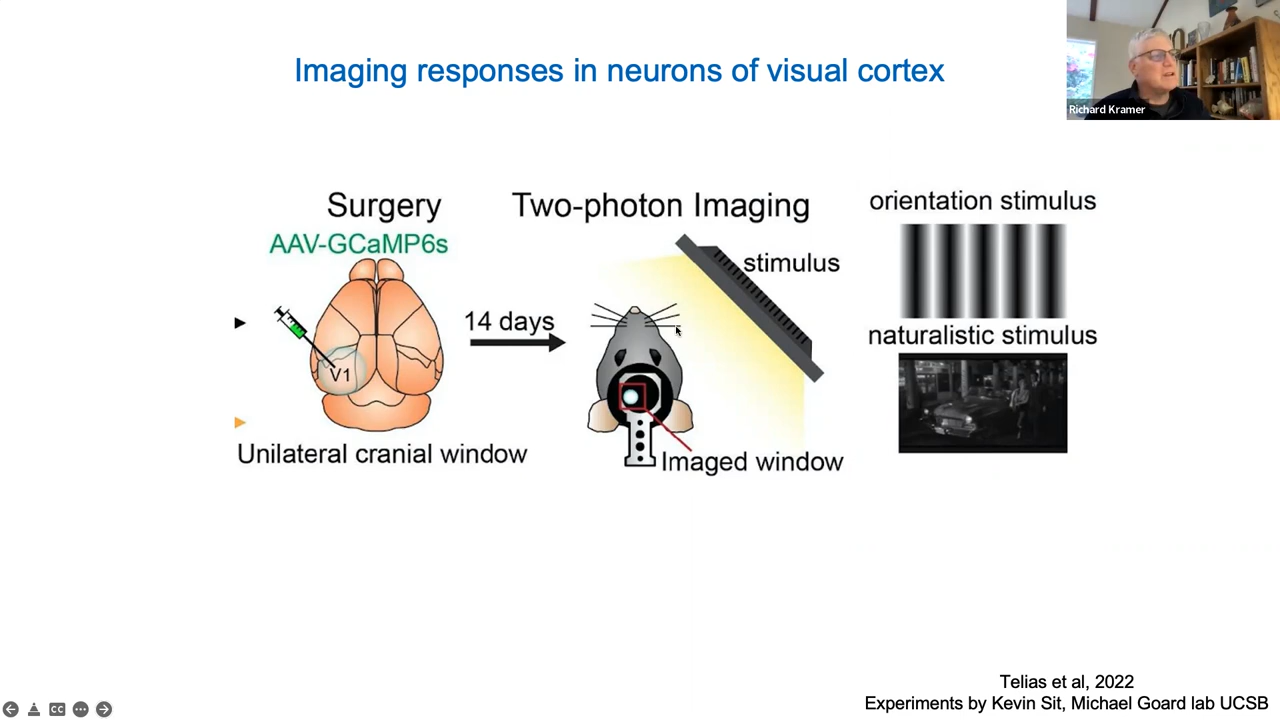 Imaging responses in neurons of visual cortex
Richard Kramer
Surgery
AAV-GCaMP6s
V1
Unilateral cranial window
14 days
Two-photon Imaging
stimulus
Imaged window
orientation stimulus
naturalistic stimulus
Telias et al, 2022
Experiments by Kevin Sit, Michael Goard lab UCSB
CC